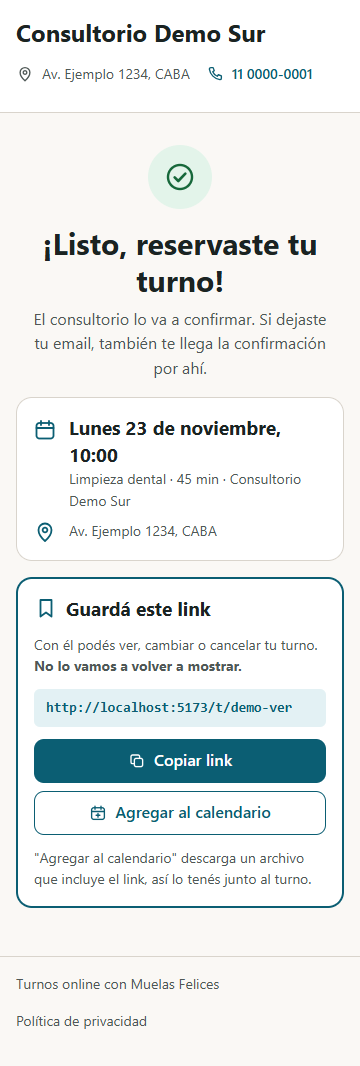 Consultorio Demo Sur
Av. Ejemplo 1234, CABA
11 0000-0001
¡Listo, reservaste tu
turno!
El consultorio lo va a confirmar. Si dejaste
tu email, también te llega la confirmación
por ahí.
Lunes 23 de noviembre,
10:00
Limpieza dental · 45 min · Consultorio
Demo Sur
Av. Ejemplo 1234, CABA
Guardá este link
Con él podés ver, cambiar o cancelar tu turno.
No lo vamos a volver a mostrar.
http://localhost:5173/t/demo-ver
Copiar link
Agregar al calendario
"Agregar al calendario" descarga un archivo
que incluye el link, así lo tenés junto al turno.
Turnos online con Muelas Felices
Política de privacidad